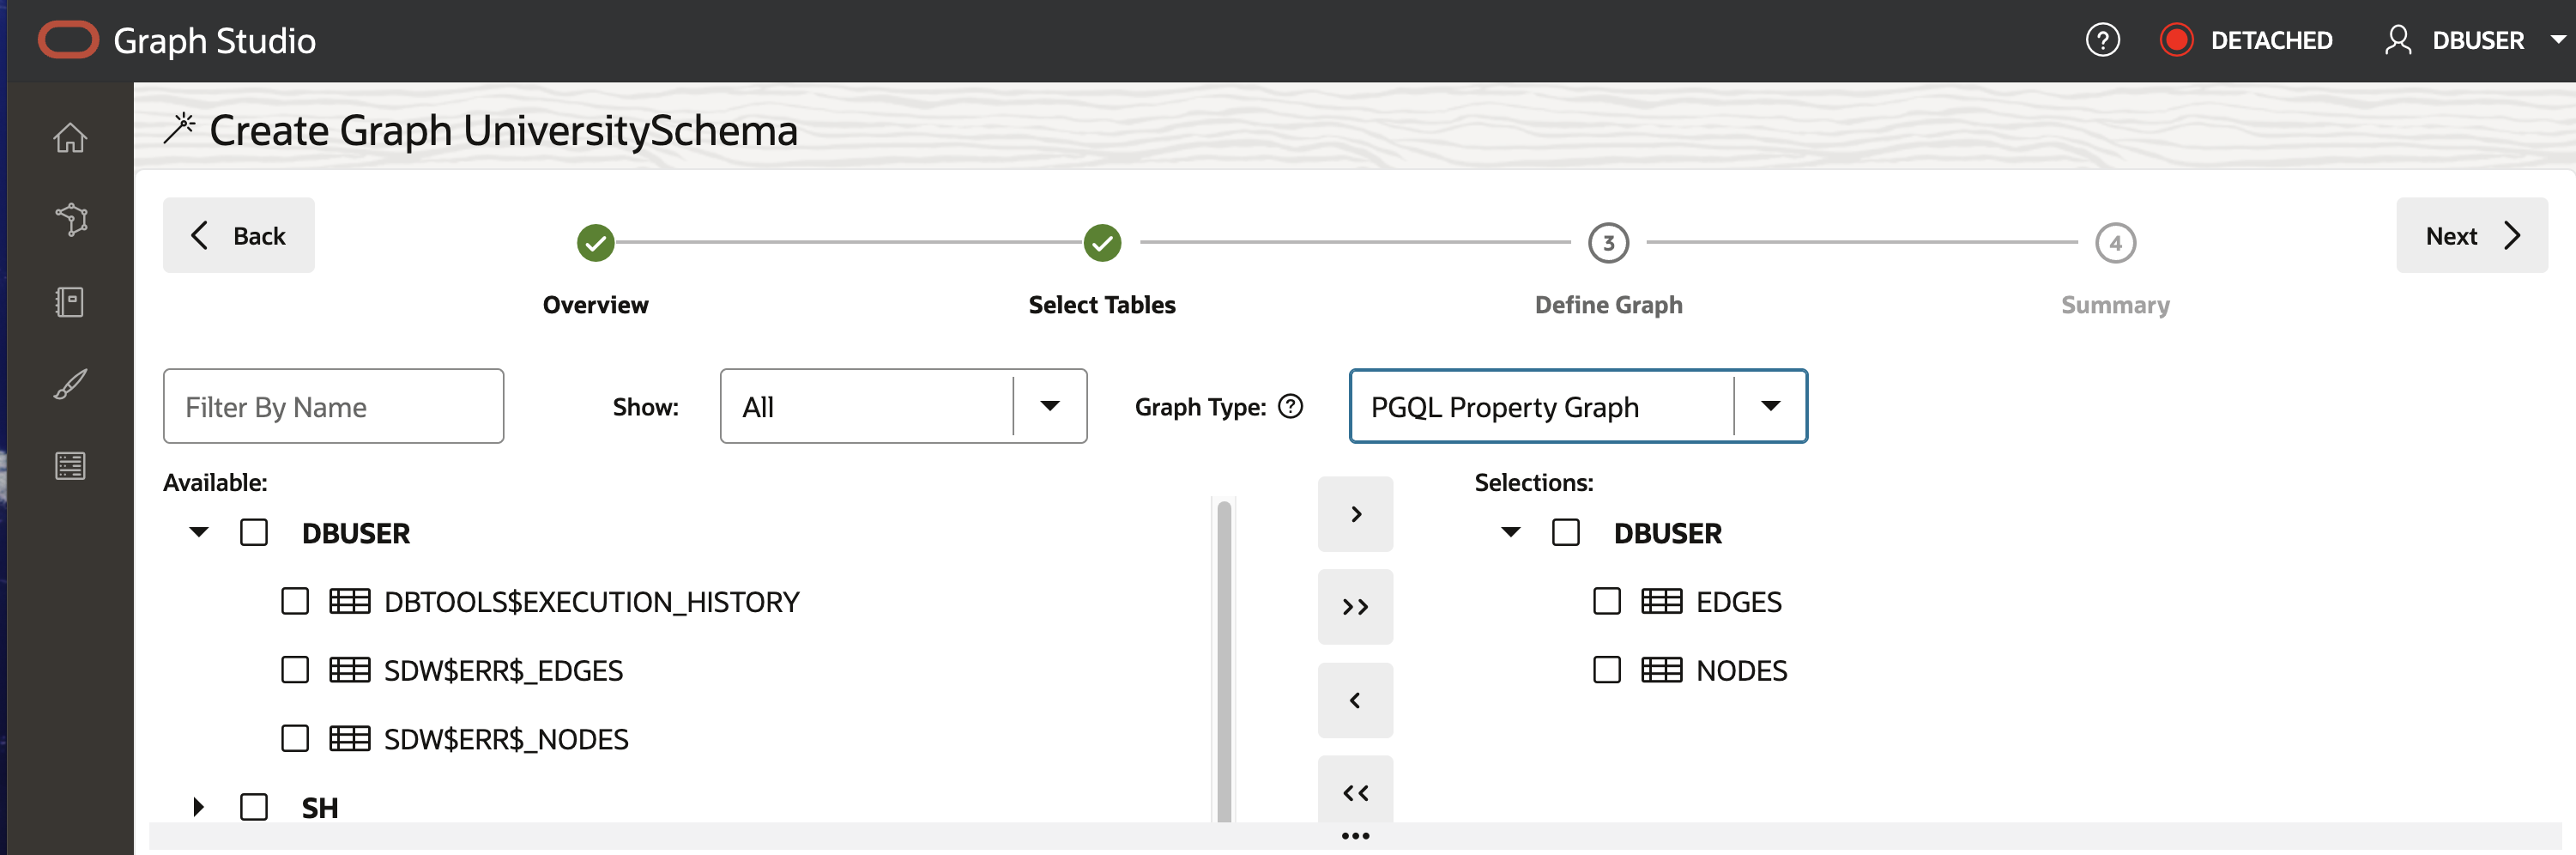 Graph Studio
? DETACHED DBUSER
Create Graph UniversitySchema
Back
3
4
Next
Overview
Select Tables
Define Graph
Summary
Filter By Name
Show:
All
Graph Type: ?
PGQL Property Graph
Available:
DBUSER
DBTOOLS$EXECUTION_HISTORY
SDW$ERR$_EDGES
SDW$ERR$_NODES
SH
>
>>
<
<<
•••
Selections:
DBUSER
EDGES
NODES